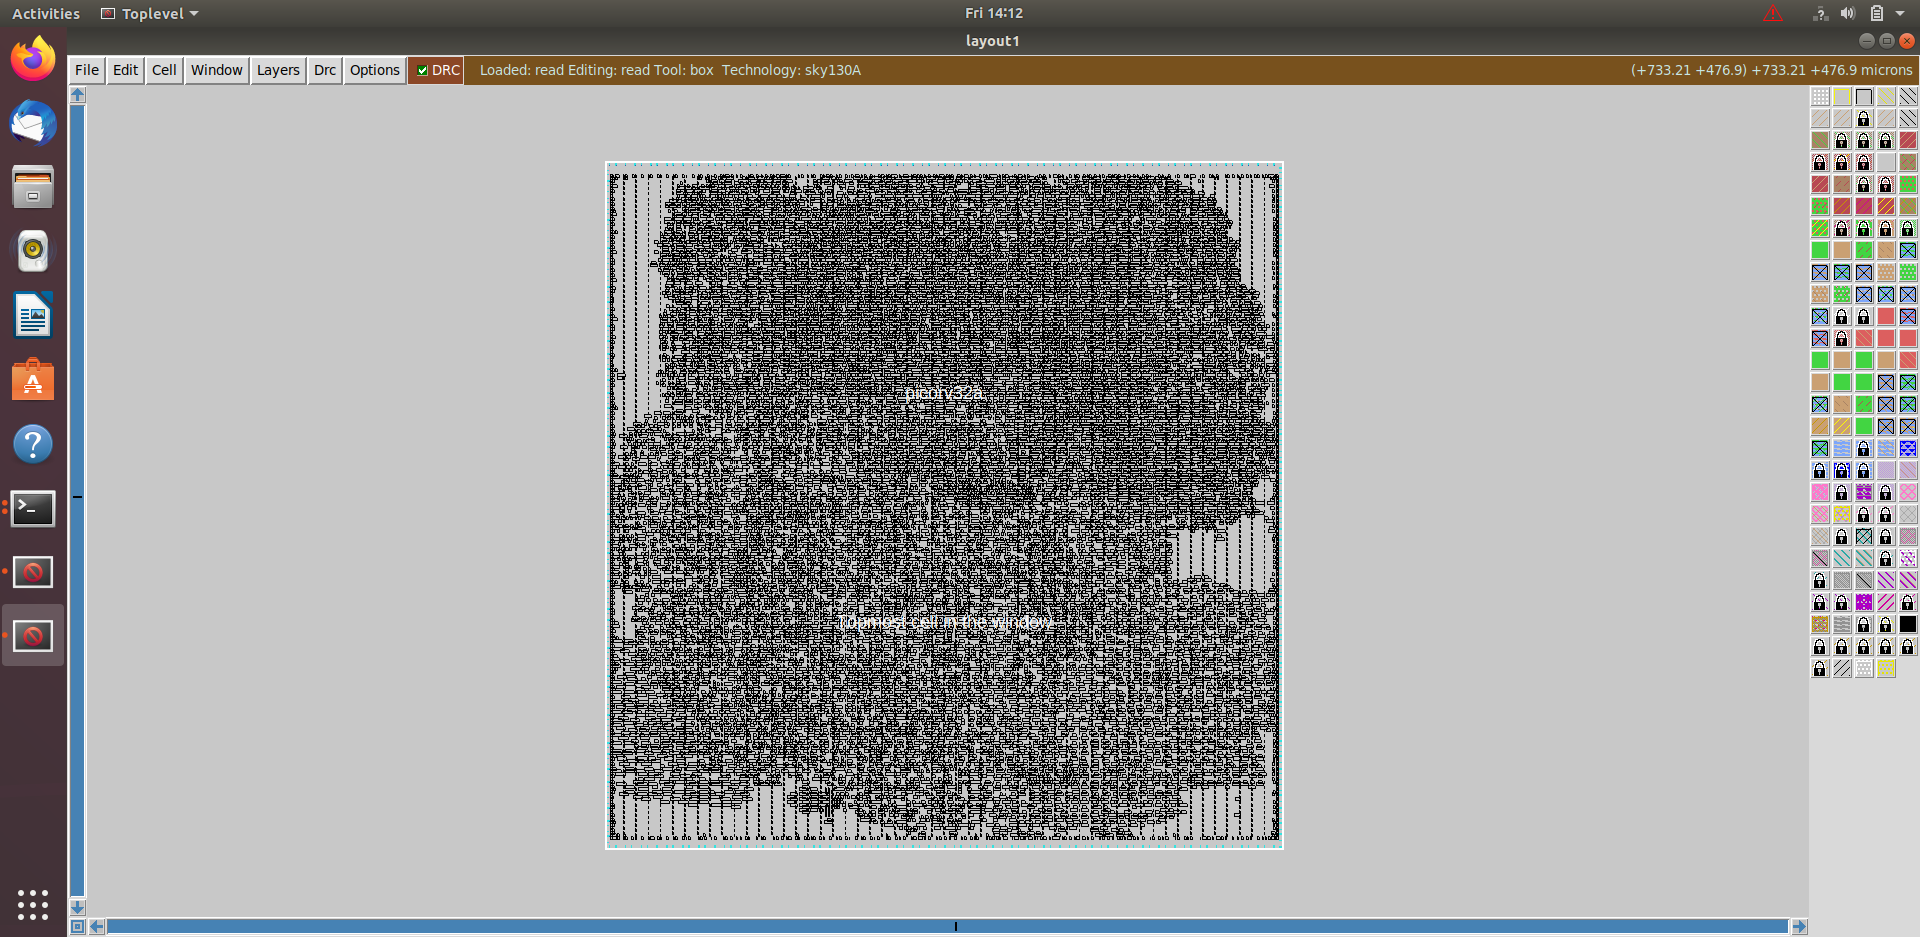 Activities Toplevel Fri 14:12
layout1
File Edit Cell Window Layers Drc Options DRC Loaded: read Editing: read Tool: box Technology: sky130A (+733.21 +476.9) +733.21 +476.9 microns
picorv32a
Topmost cell in the window